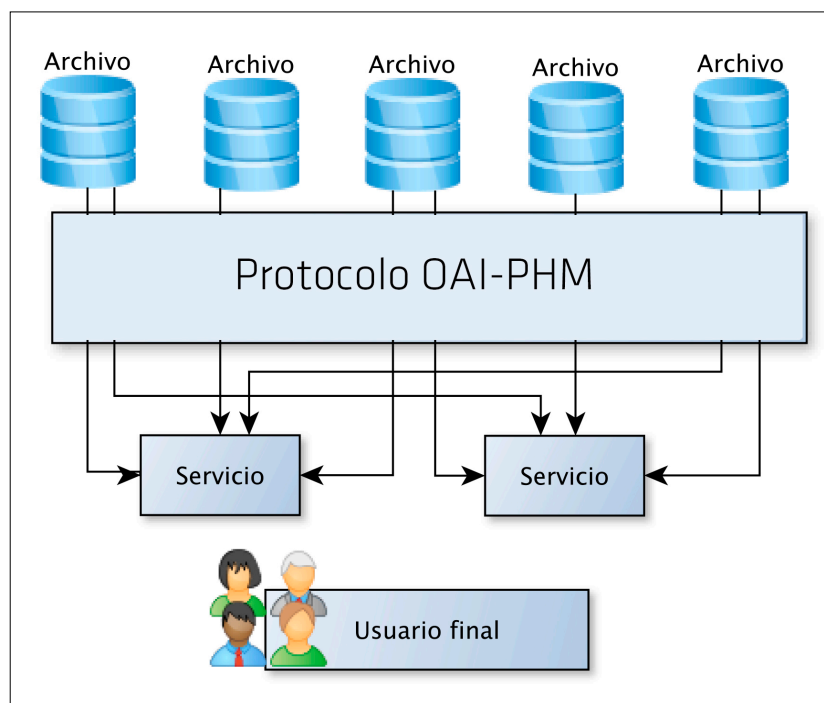 Archivo
Archivo
Archivo
Archivo
Archivo
Protocolo OAI-PHM
Servicio
Servicio
Usuario final